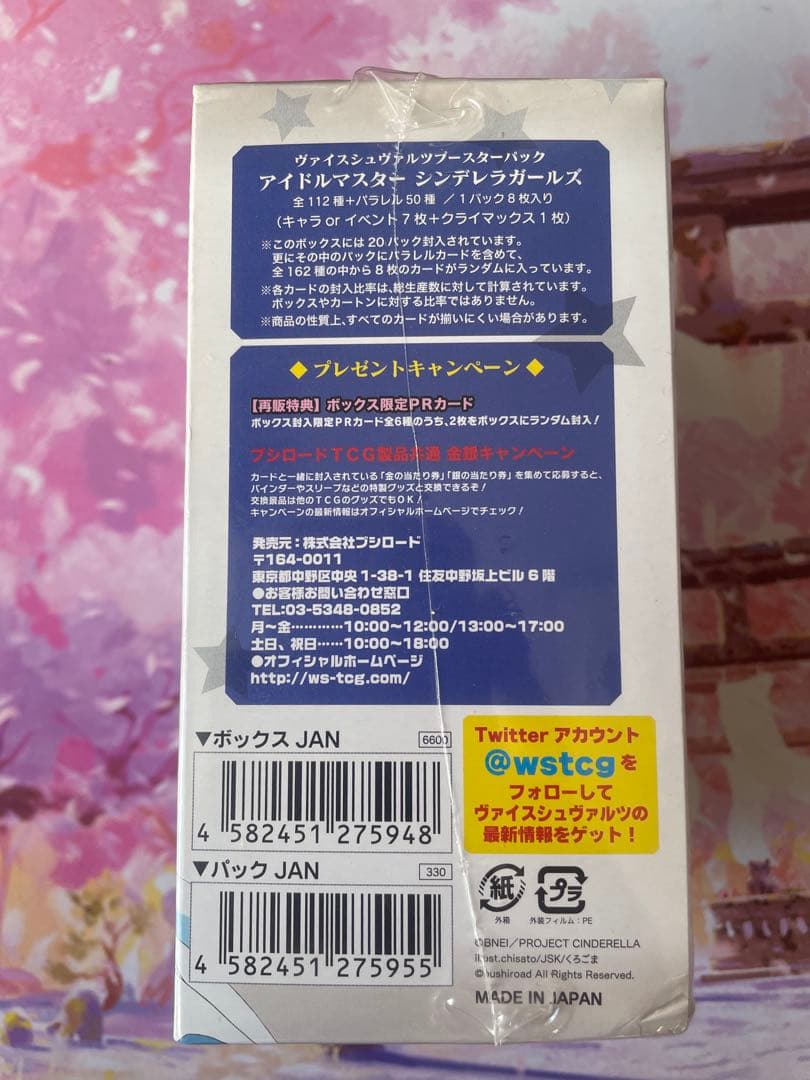 ヴァイスシュヴァルツブースターパック
アイドルマスター シンデレラガールズ
全112種+パラレル50種 ／1パック8枚入り
（キャラ or イベント7枚+クライマックス1枚）
※このボックスには20パック封入されています。
更にその中のパックにパラレルカードを含めて、
全162種の中から8枚のカードがランダムに入っています。
※各カードの封入比率は、総生産数に対して計算されています。
ボックスやカートンに対する比率ではありません。
※商品の性質上、すべてのカードが揃いにくい場合があります。
◆プレゼントキャンペーン◆
【再販特典】ボックス限定PRカード
ボックス封入限定PRカード全6種のうち、2枚をボックスにランダム封入！
ブシロードTCG製品共通 金銀キャンペーン
カードと一緒に封入されている「金の当たり券」「銀の当たり券」を集めて応募すると、
バインダーやスリーブなどの特製グッズと交換できるぞ！
交換景品は他のTCGのグッズでもOK！
キャンペーンの最新情報はオフィシャルホームページでチェック！
発売元：株式会社ブシロード
〒164-0011
東京都中野区中央1-38-1 住友中野坂上ビル6階
●お客様お問い合わせ窓口
TEL:03-5348-0852
月～金…………10:00～12:00/13:00～17:00
土日、祝日……10:00～18:00
●オフィシャルホームページ
http://ws-tcg.com/
▼ボックス JAN 6600
4 582451 275948
▼パック JAN 330
4 582451 275955
Twitter アカウント
@wstcg を
フォローして
ヴァイスシュヴァルツの
最新情報をゲット！
紙 プラ
外箱 外装フィルム：PE
©BNEI／PROJECT CINDERELLA
illust.chisato/JSK/くろごま
©bushiroad All Rights Reserved.
MADE IN JAPAN